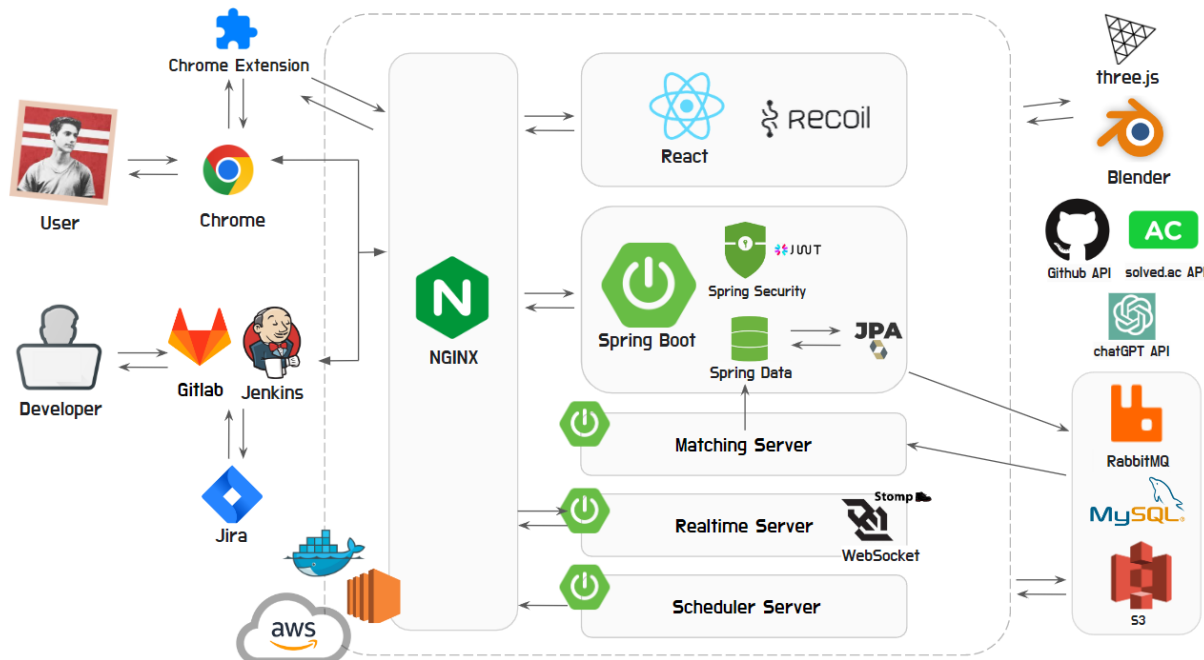 Chrome Extension
User
Chrome
Developer
Gitlab
Jenkins
Jira
aws
NGINX
React
RECOIL
Spring Boot
JWT
Spring Security
Spring Data
JPA
Matching Server
Realtime Server
Stomp
WebSocket
Scheduler Server
three.js
Blender
Github API
AC
solved.ac API
chatGPT API
RabbitMQ
MySQL
S3